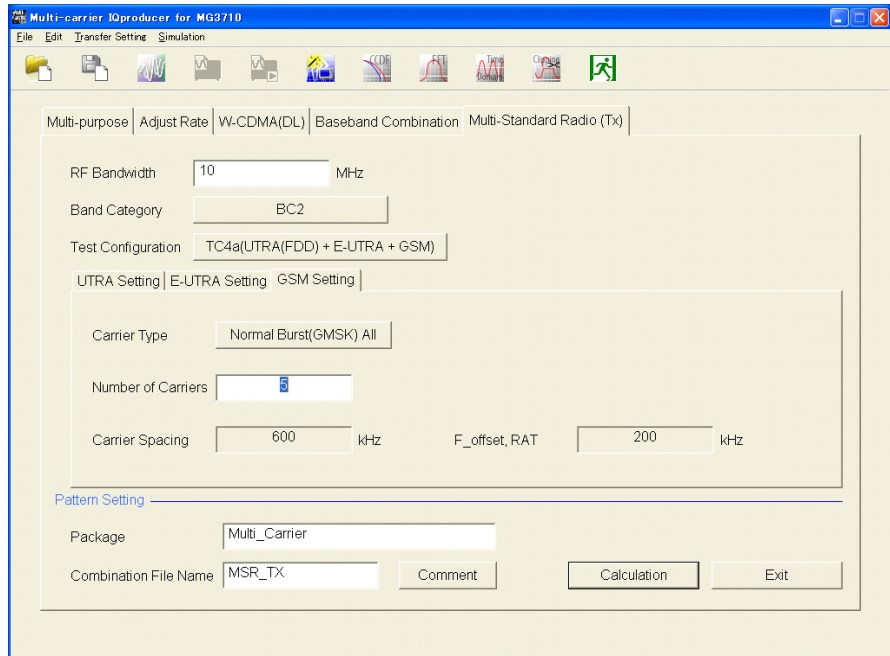 Multi-carrier IQproducer for MG3710
File Edit Transfer Setting Simulation
CCDF FFT Time Domain Clipping
Multi-purpose Adjust Rate W-CDMA(DL) Baseband Combination Multi-Standard Radio (Tx)
RF Bandwidth 10 MHz
Band Category BC2
Test Configuration TC4a(UTRA(FDD) + E-UTRA + GSM)
UTRA Setting E-UTRA Setting GSM Setting
Carrier Type Normal Burst(GMSK) All
Number of Carriers 5
Carrier Spacing 600 kHz F_offset, RAT 200 kHz
Pattern Setting
Package Multi_Carrier
Combination File Name MSR_TX Comment Calculation Exit